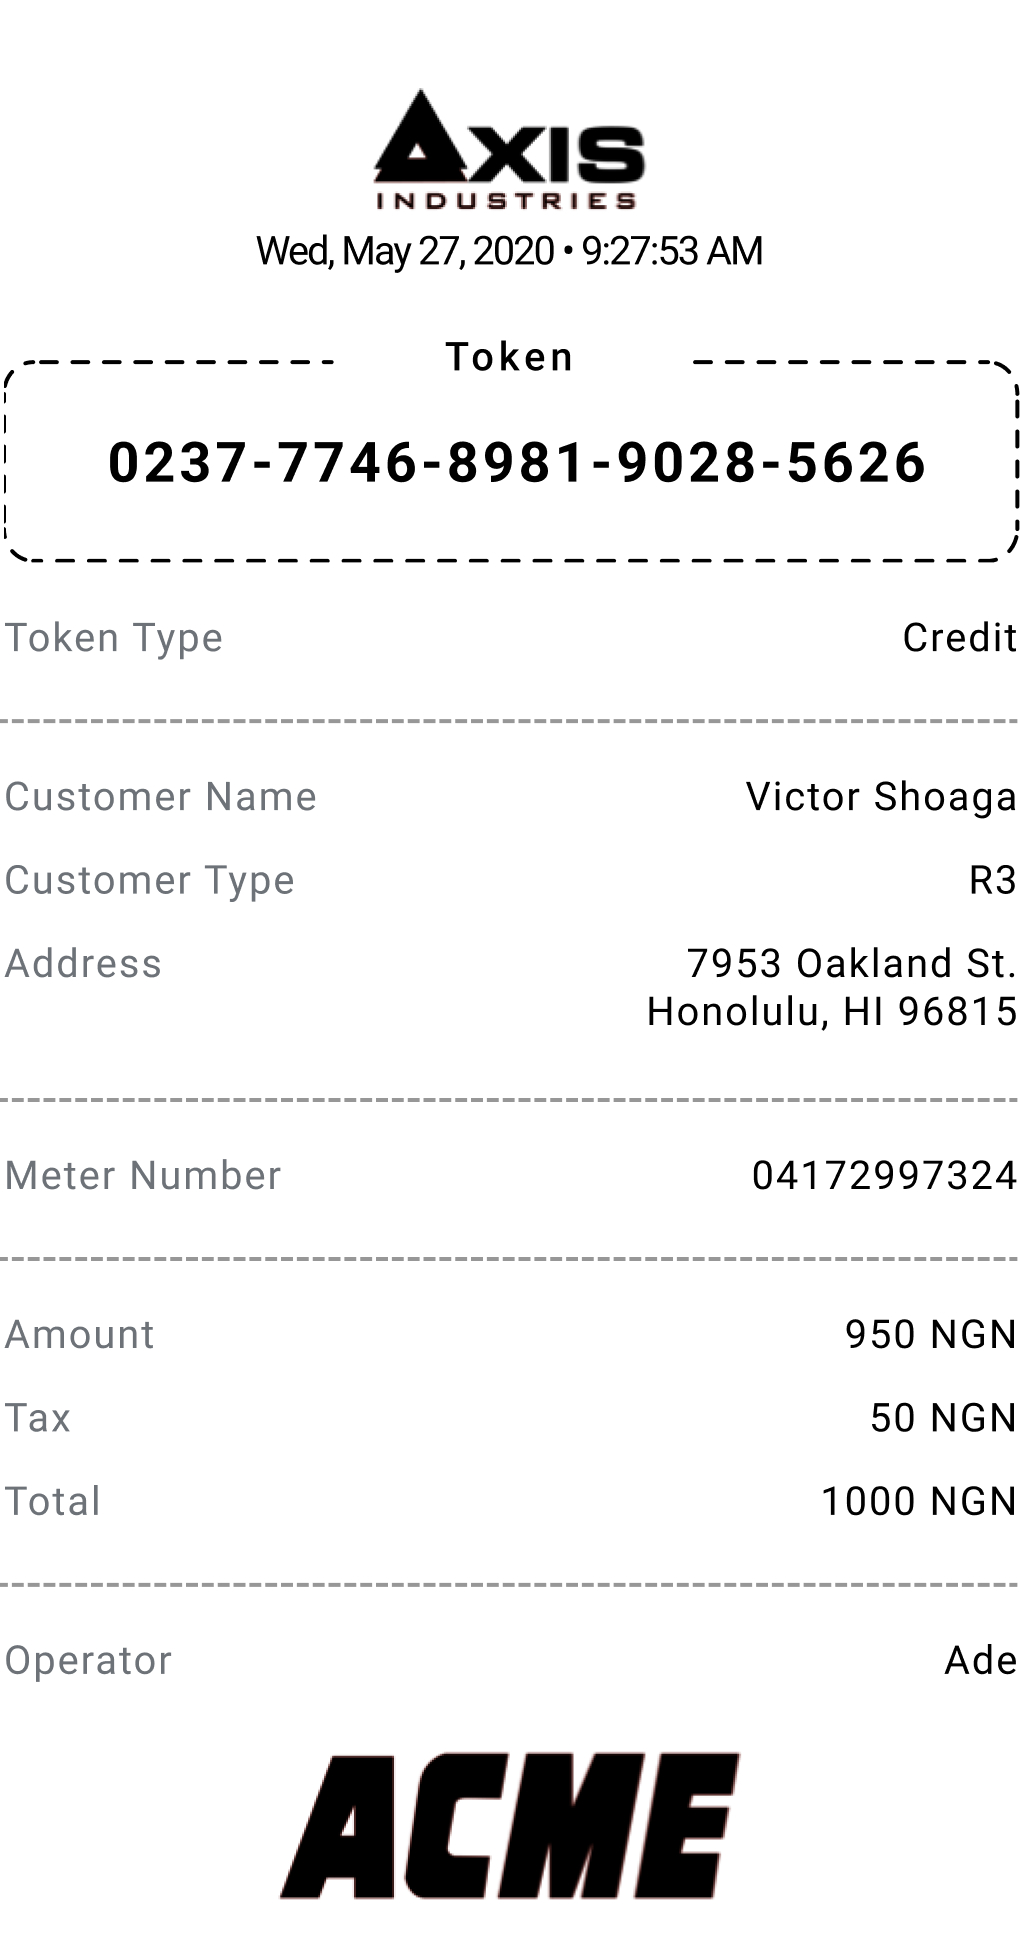 AXIS
INDUSTRIES
Wed, May 27, 2020 • 9:27:53 AM
Token
0237-7746-8981-9028-5626
Token Type Credit
Customer Name Victor Shoaga
Customer Type R3
Address 7953 Oakland St.
Honolulu, HI 96815
Meter Number 04172997324
Amount 950 NGN
Tax 50 NGN
Total 1000 NGN
Operator Ade
ACME